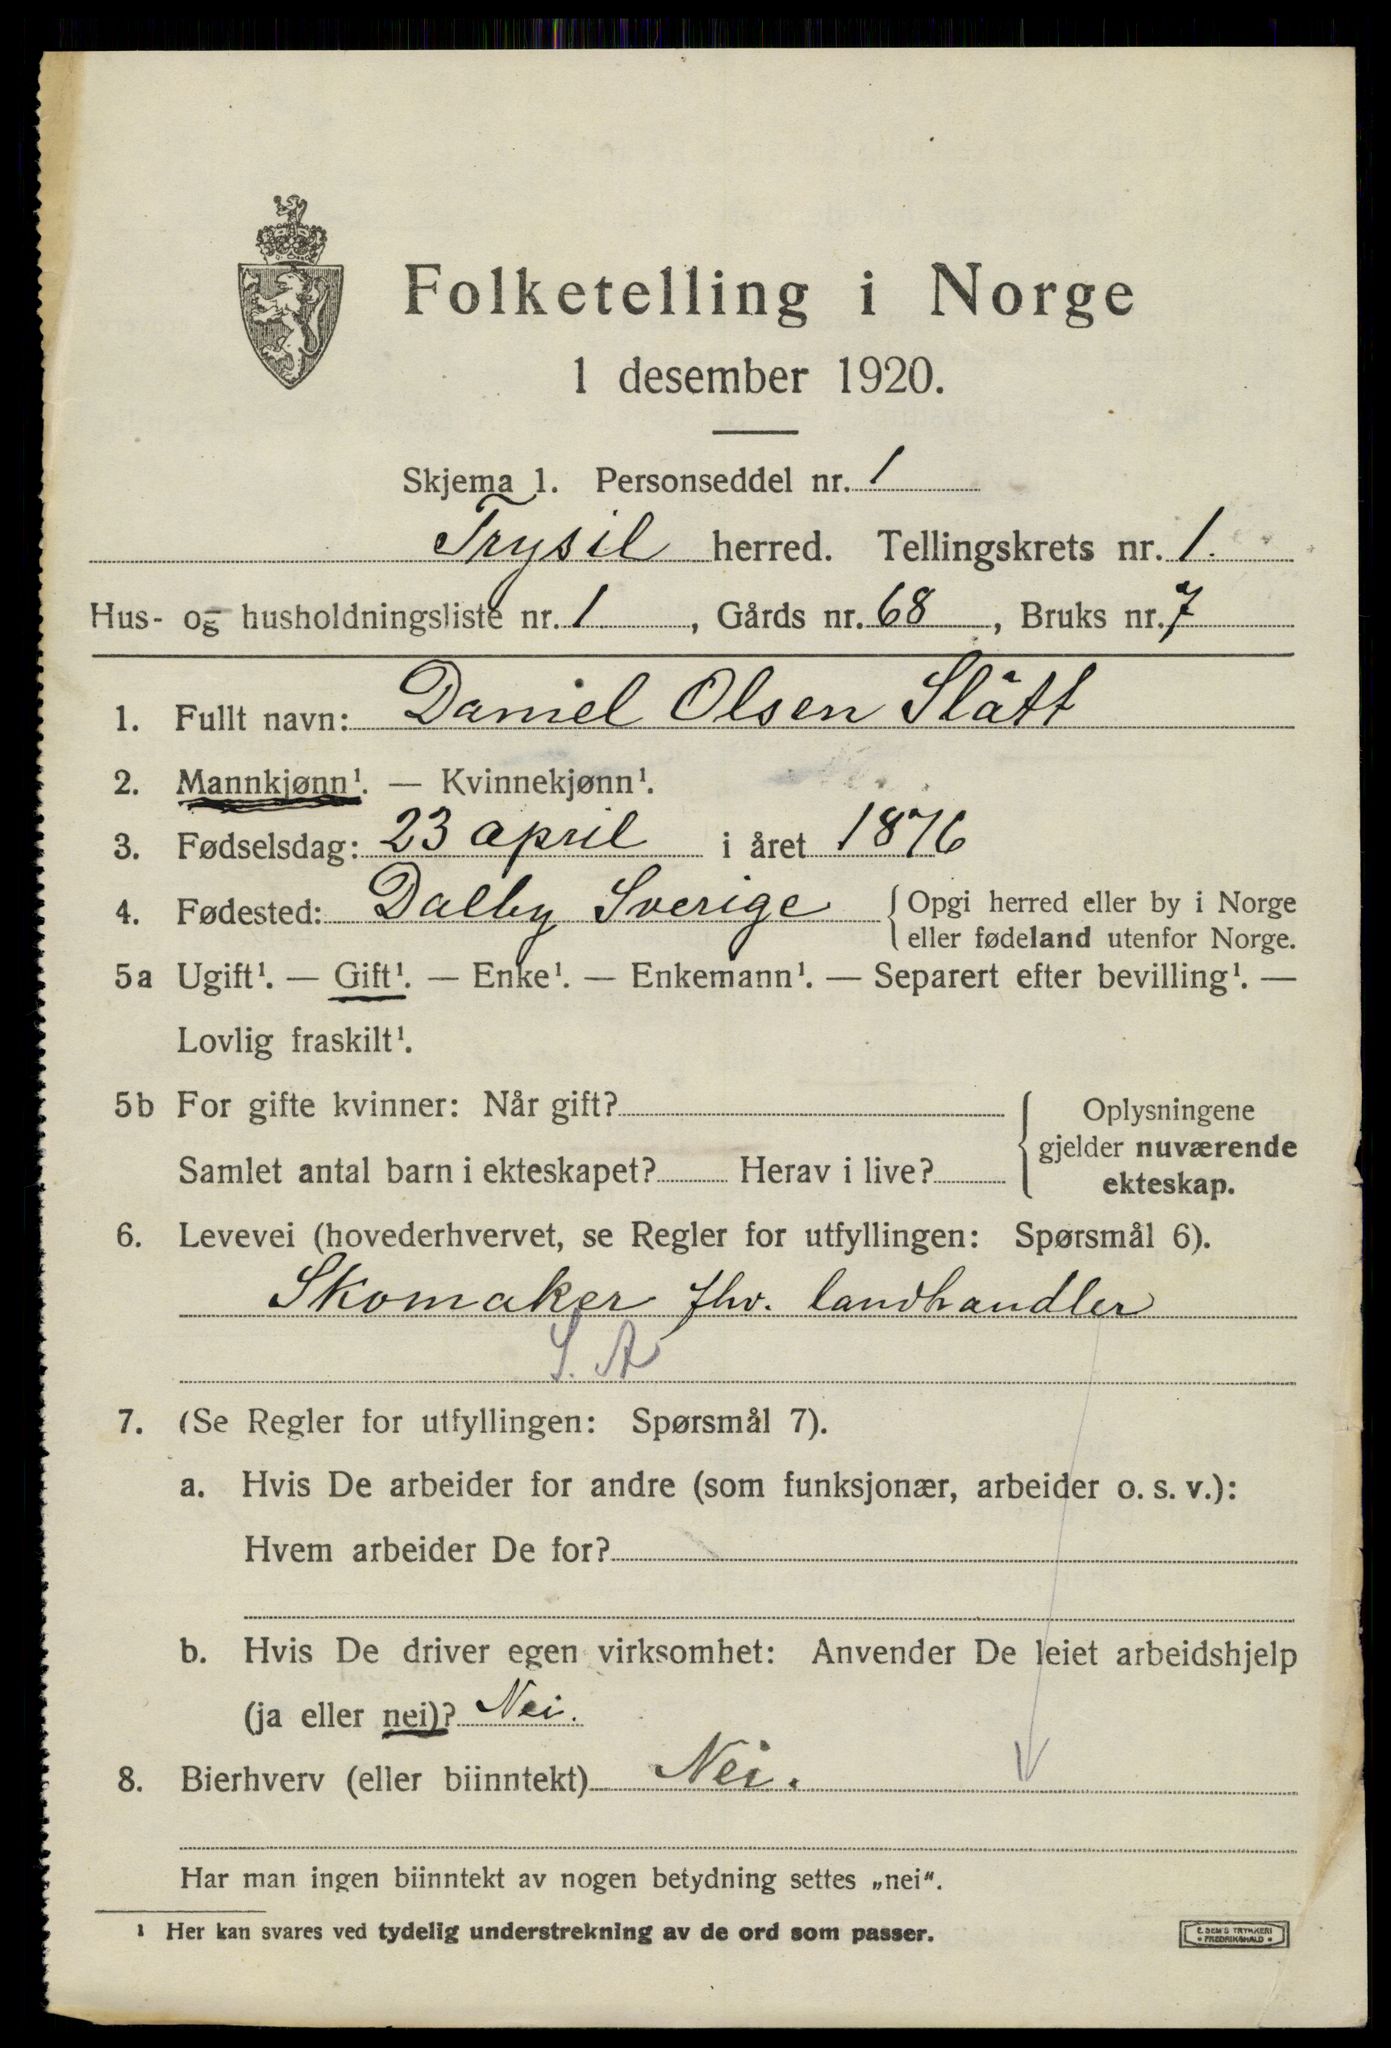 Folketelling i Norge
1 desember 1920.
Skjema 1. Personseddel nr. 1
Trysil herred. Tellingskrets nr. 1.
Hus- og husholdningsliste nr. 1, Gårds nr. 68, Bruks nr. 7
1. Fullt navn: Daniel Olsen Slått
2. Mannkjønn¹. — Kvinnekjønn¹.
3. Fødselsdag: 23 april i året 1876
4. Fødested: Dalby Sverige { Opgi herred eller by i Norge
eller fødeland utenfor Norge.
5a Ugift¹. — Gift¹. — Enke¹. — Enkemann¹. — Separert efter bevilling¹. —
Lovlig fraskilt¹.
5b For gifte kvinner: Når gift?
Samlet antal barn i ekteskapet? Herav i live?
{ Oplysningene
gjelder nuværende
ekteskap.
6. Levevei (hovederhvervet, se Regler for utfyllingen: Spørsmål 6).
Skomaker fhv. landhandler
S. A
7. (Se Regler for utfyllingen: Spørsmål 7).
a. Hvis De arbeider for andre (som funksjonær, arbeider o. s. v.):
Hvem arbeider De for?
b. Hvis De driver egen virksomhet: Anvender De leiet arbeidshjelp
(ja eller nei)? Nei.
8. Bierhverv (eller biinntekt) Nei.
Har man ingen biinntekt av nogen betydning settes „nei“.
¹ Her kan svares ved tydelig understrekning av de ord som passer.
E. SEM'S TRYKKERI
• FREDRIKSHALD •